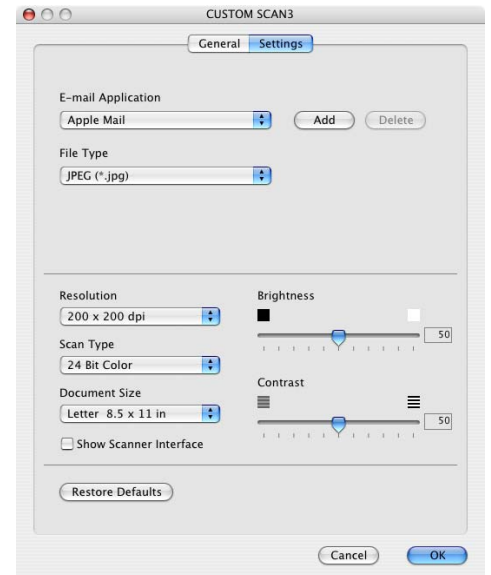 CUSTOM SCAN3
General Settings
E-mail Application
Apple Mail Add Delete
File Type
JPEG (*.jpg)
Resolution
200 x 200 dpi
Scan Type
24 Bit Color
Document Size
Letter 8.5 x 11 in
Show Scanner Interface
Brightness
50
Contrast
50
Restore Defaults
Cancel OK